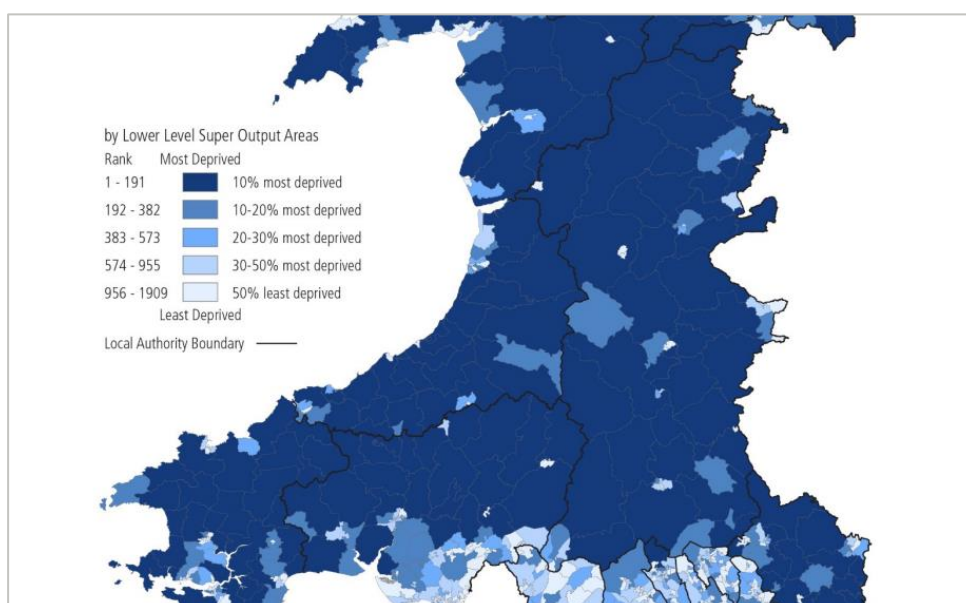 by Lower Level Super Output Areas
Rank Most Deprived
1 - 191 10% most deprived
192 - 382 10-20% most deprived
383 - 573 20-30% most deprived
574 - 955 30-50% most deprived
956 - 1909 50% least deprived
Least Deprived
Local Authority Boundary